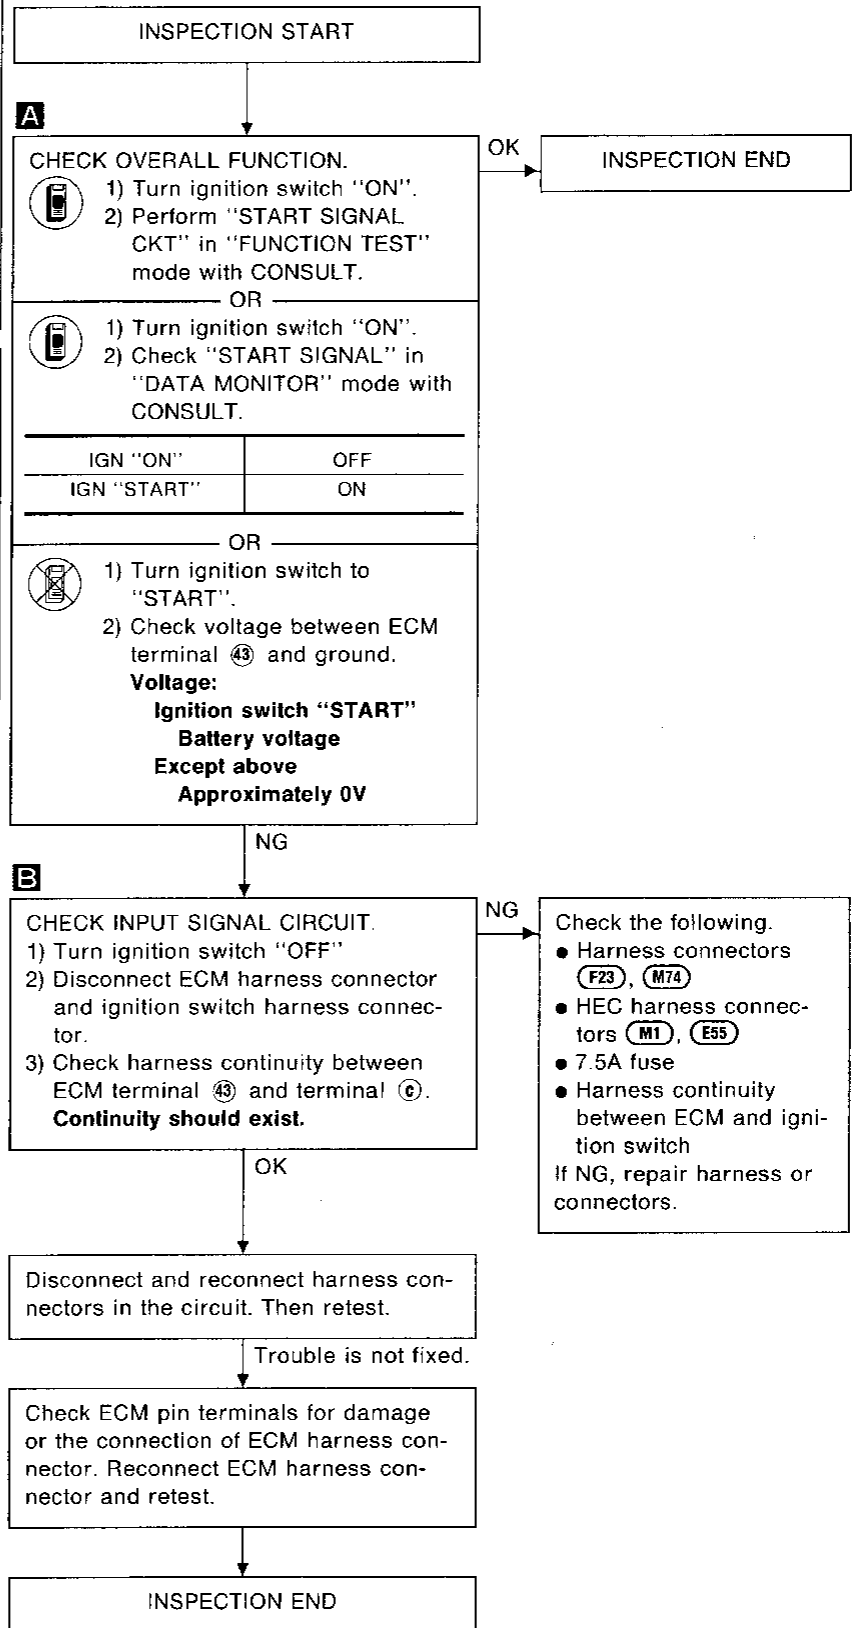 INSPECTION START
A
CHECK OVERALL FUNCTION.
1) Turn ignition switch "ON".
2) Perform "START SIGNAL
CKT" in "FUNCTION TEST"
mode with CONSULT.
OK
INSPECTION END
OR
1) Turn ignition switch "ON".
2) Check "START SIGNAL" in
"DATA MONITOR" mode with
CONSULT.
IGN "ON" OFF
IGN "START" ON
OR
1) Turn ignition switch to
"START".
2) Check voltage between ECM
terminal 43 and ground.
Voltage:
Ignition switch "START"
Battery voltage
Except above
Approximately 0V
NG
B
CHECK INPUT SIGNAL CIRCUIT.
1) Turn ignition switch "OFF"
2) Disconnect ECM harness connector
and ignition switch harness connec-
tor.
3) Check harness continuity between
ECM terminal 43 and terminal c.
Continuity should exist.
NG
Check the following.
● Harness connectors
F23, M74
● HEC harness connec-
tors M1, E55
● 7.5A fuse
● Harness continuity
between ECM and igni-
tion switch
If NG, repair harness or
connectors.
OK
Disconnect and reconnect harness con-
nectors in the circuit. Then retest.
Trouble is not fixed.
Check ECM pin terminals for damage
or the connection of ECM harness con-
nector. Reconnect ECM harness con-
nector and retest.
INSPECTION END